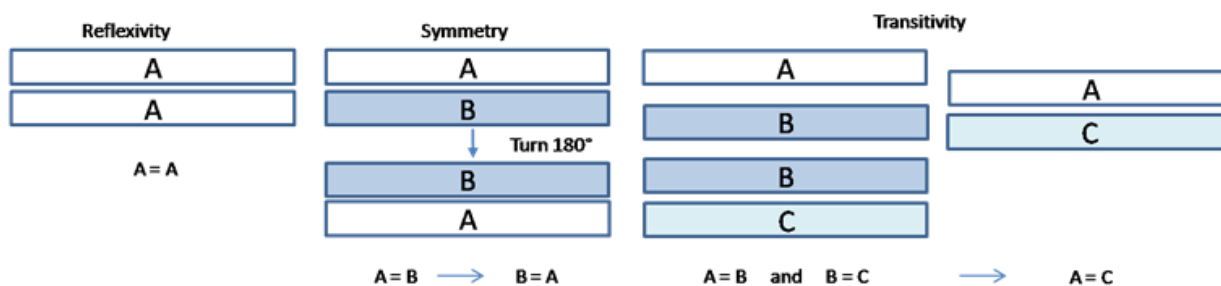 Reflexivity
A
A
A = A
Symmetry
A
B
Turn 180°
B
A
A = B → B = A
Transitivity
A
B
B
C
A
C
A = B and B = C → A = C